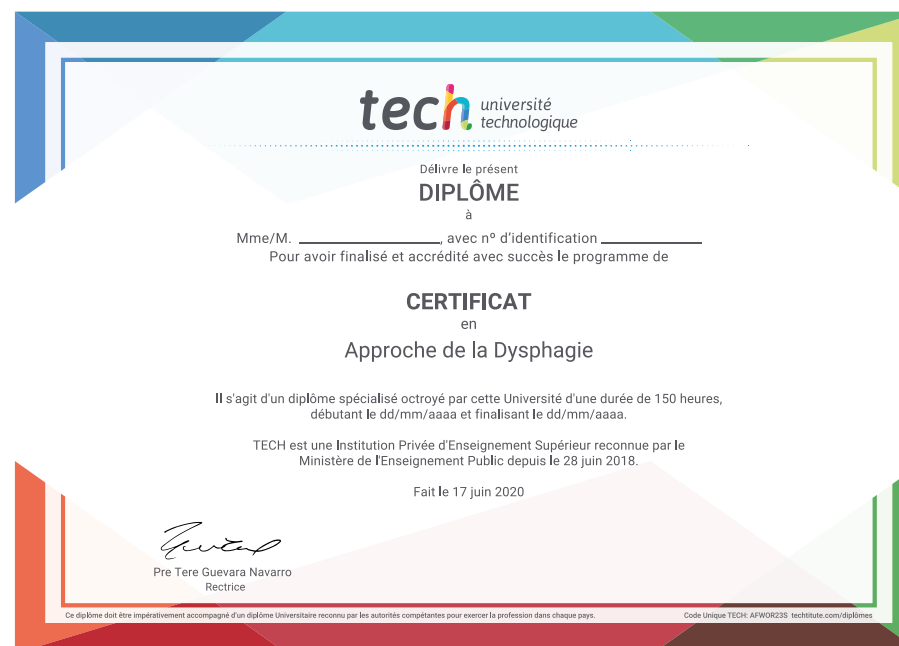 tech université
technologique
Délivre le présent
DIPLÔME
à
Mme/M. ____________________, avec nº d'identification ______________
Pour avoir finalisé et accrédité avec succès le programme de
CERTIFICAT
en
Approche de la Dysphagie
Il s'agit d'un diplôme spécialisé octroyé par cette Université d'une durée de 150 heures,
débutant le dd/mm/aaaa et finalisant le dd/mm/aaaa.
TECH est une Institution Privée d'Enseignement Supérieur reconnue par le
Ministère de l'Enseignement Public depuis le 28 juin 2018.
Fait le 17 juin 2020
Pre Tere Guevara Navarro
Rectrice
Ce diplôme doit être impérativement accompagné d'un diplôme Universitaire reconnu par les autorités compétantes pour exercer la profession dans chaque pays.
Code Unique TECH: AFWOR23S techtitute.com/diplômes